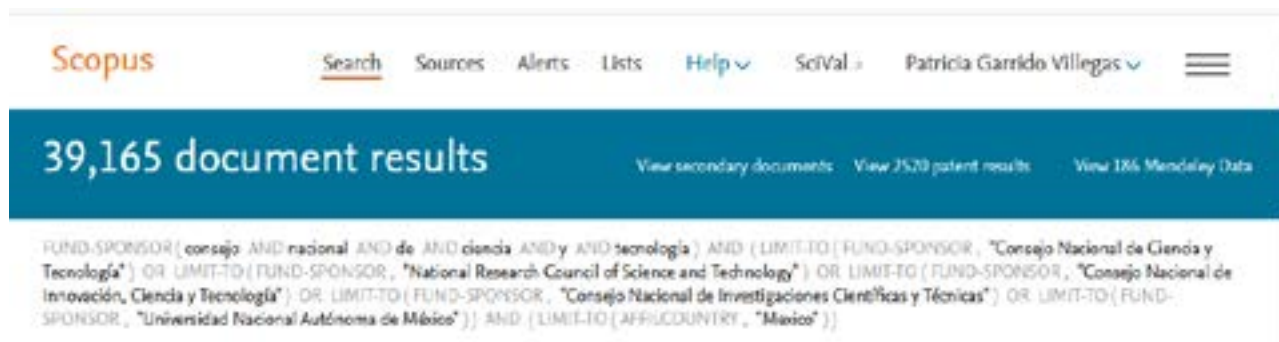 Scopus Search Sources Alerts Lists Help SciVal Patricia Garrido Villegas
39,165 document results View secondary documents View 2520 patent results View 186 Mendeley Data
FUND-SPONSOR ( consejo AND nacional AND de AND ciencia AND y AND tecnología ) AND ( LIMIT-TO ( FUND-SPONSOR , "Consejo Nacional de Ciencia y
Tecnología" ) OR LIMIT-TO ( FUND-SPONSOR , "National Research Council of Science and Technology" ) OR LIMIT-TO ( FUND-SPONSOR , "Consejo Nacional de
Innovación, Ciencia y Tecnología" ) OR LIMIT-TO ( FUND-SPONSOR , "Consejo Nacional de Investigaciones Científicas y Técnicas" ) OR LIMIT-TO ( FUND-
SPONSOR , "Universidad Nacional Autónoma de México" ) ) AND ( LIMIT-TO ( AFFILCOUNTRY , "Mexico" ) )